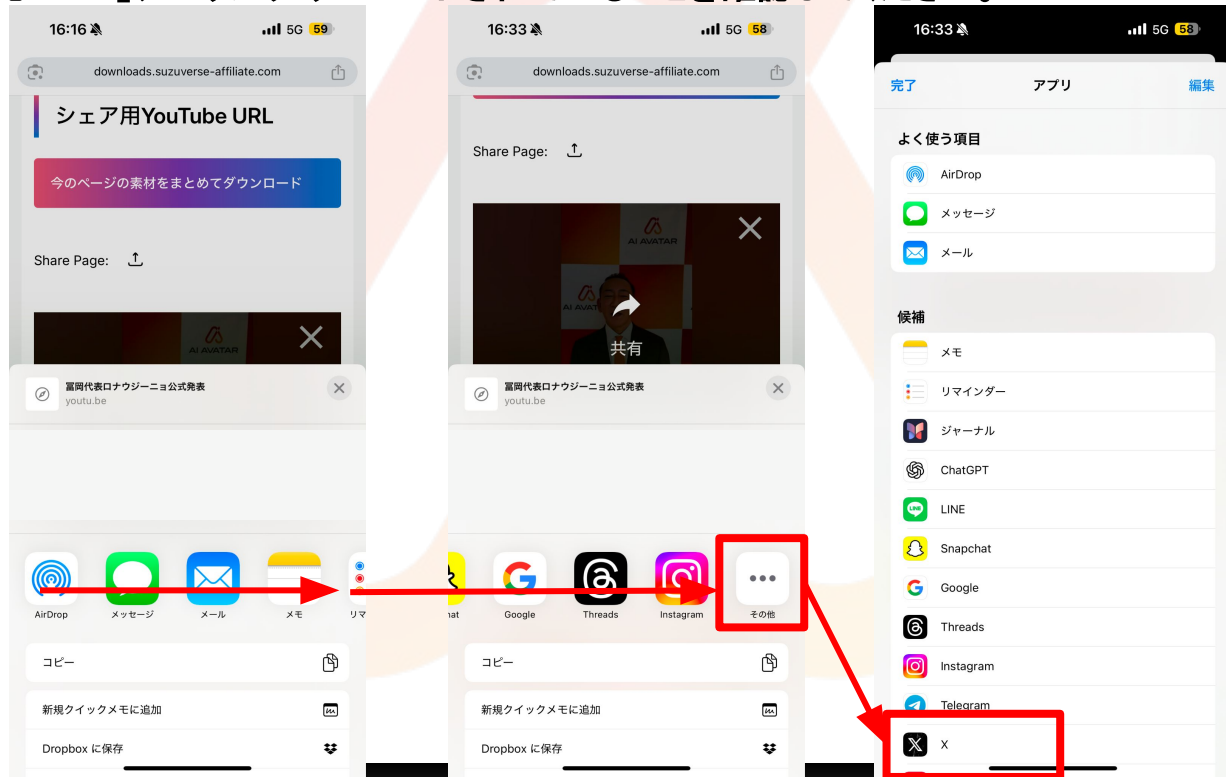 16:16
5G 59
downloads.suzuverse-affiliate.com
シェア用YouTube URL
今のページの素材をまとめてダウンロード
Share Page:
AI AVATAR
冨岡代表ロナウジーニョ公式発表
youtu.be
AirDrop
メッセージ
メール
メモ
リマ
コピー
新規クイックメモに追加
Dropbox に保存
16:33
5G 58
downloads.suzuverse-affiliate.com
Share Page:
AI AVATAR
共有
冨岡代表ロナウジーニョ公式発表
youtu.be
hat
Google
Threads
Instagram
その他
コピー
新規クイックメモに追加
Dropbox に保存
16:33
5G 58
完了
アプリ
編集
よく使う項目
AirDrop
メッセージ
メール
候補
メモ
リマインダー
ジャーナル
ChatGPT
LINE
Snapchat
Google
Threads
Instagram
Telegram
X